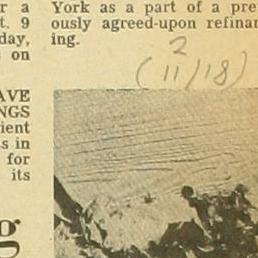 r a
t. 9
day,
on
AVE
NGS
ient
s in
for
its
g
York as a part of a pre
ously agreed-upon refinan
ing.
2
(11/18)